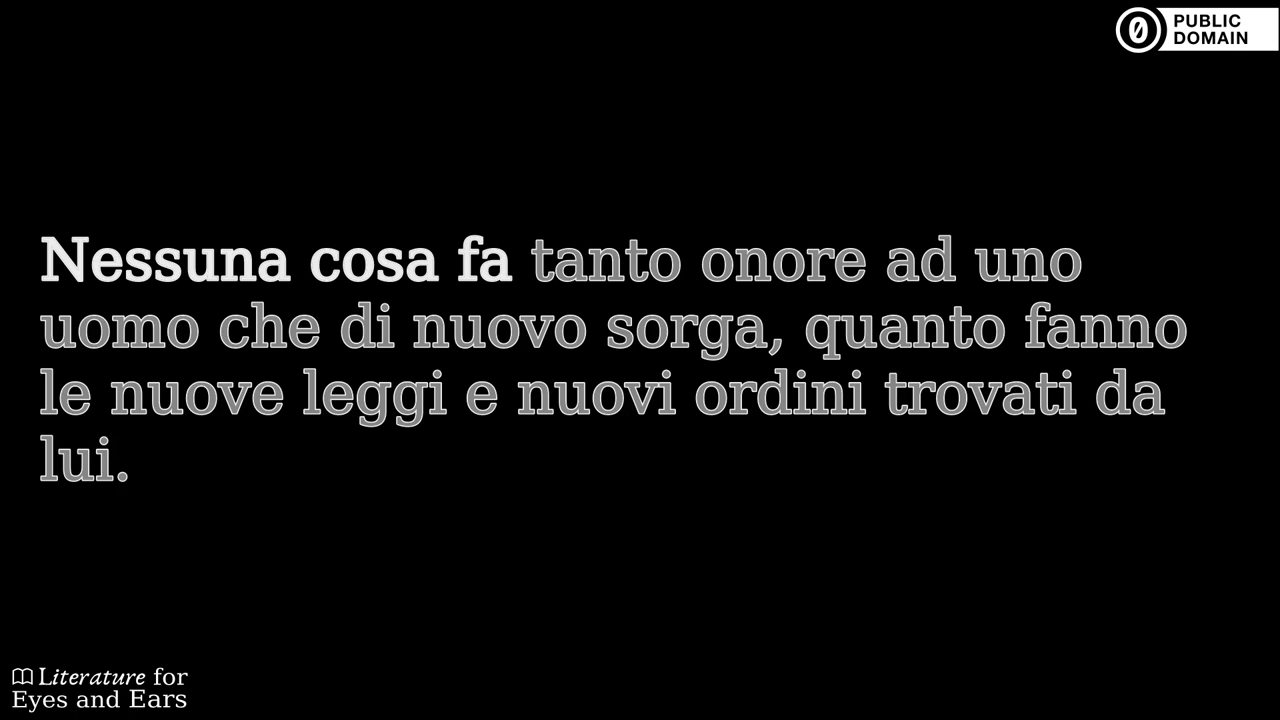 PUBLIC
DOMAIN
Nessuna cosa fa tanto onore ad uno
uomo che di nuovo sorga, quanto fanno
le nuove leggi e nuovi ordini trovati da
lui.
Literature for
Eyes and Ears